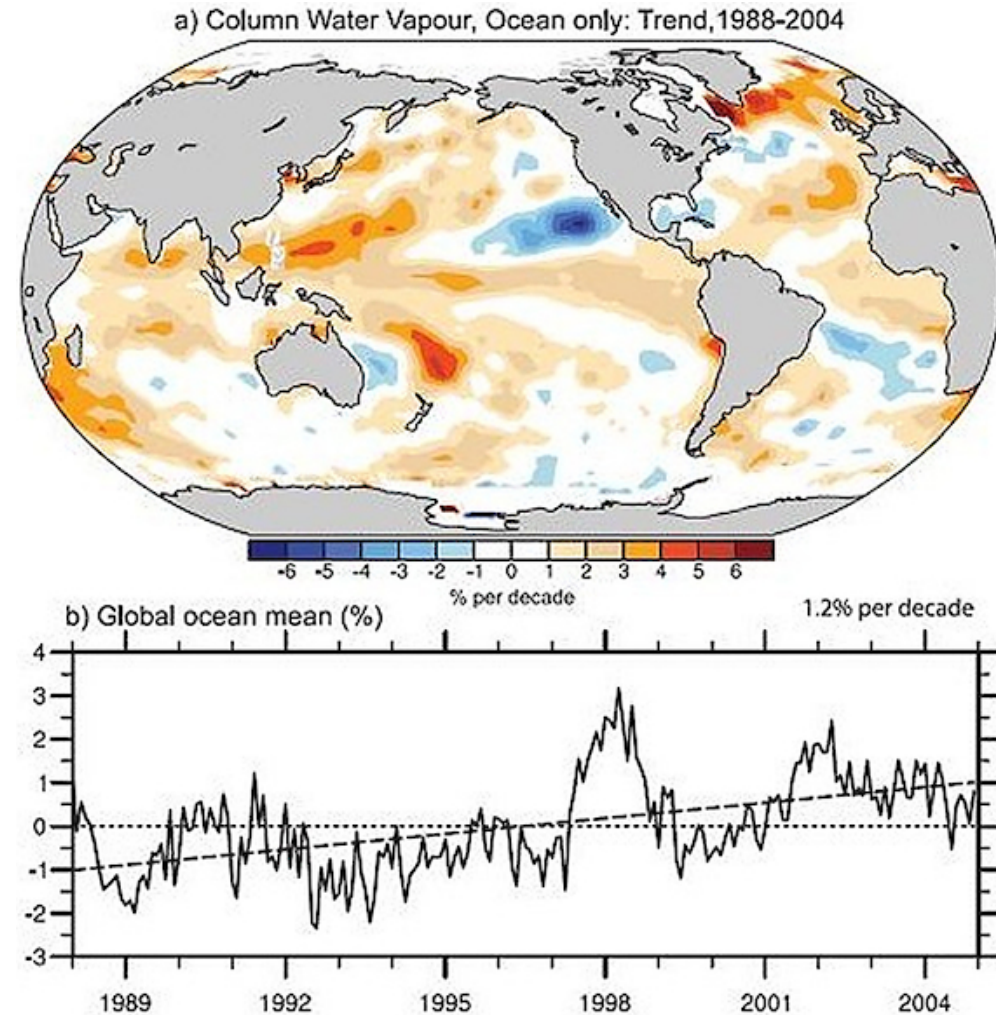 a) Column Water Vapour, Ocean only: Trend,1988-2004
-6 -5 -4 -3 -2 -1 0 1 2 3 4 5 6
% per decade
b) Global ocean mean (%)
1.2% per decade
4
3
2
1
0
-1
-2
-3
1989 1992 1995 1998 2001 2004